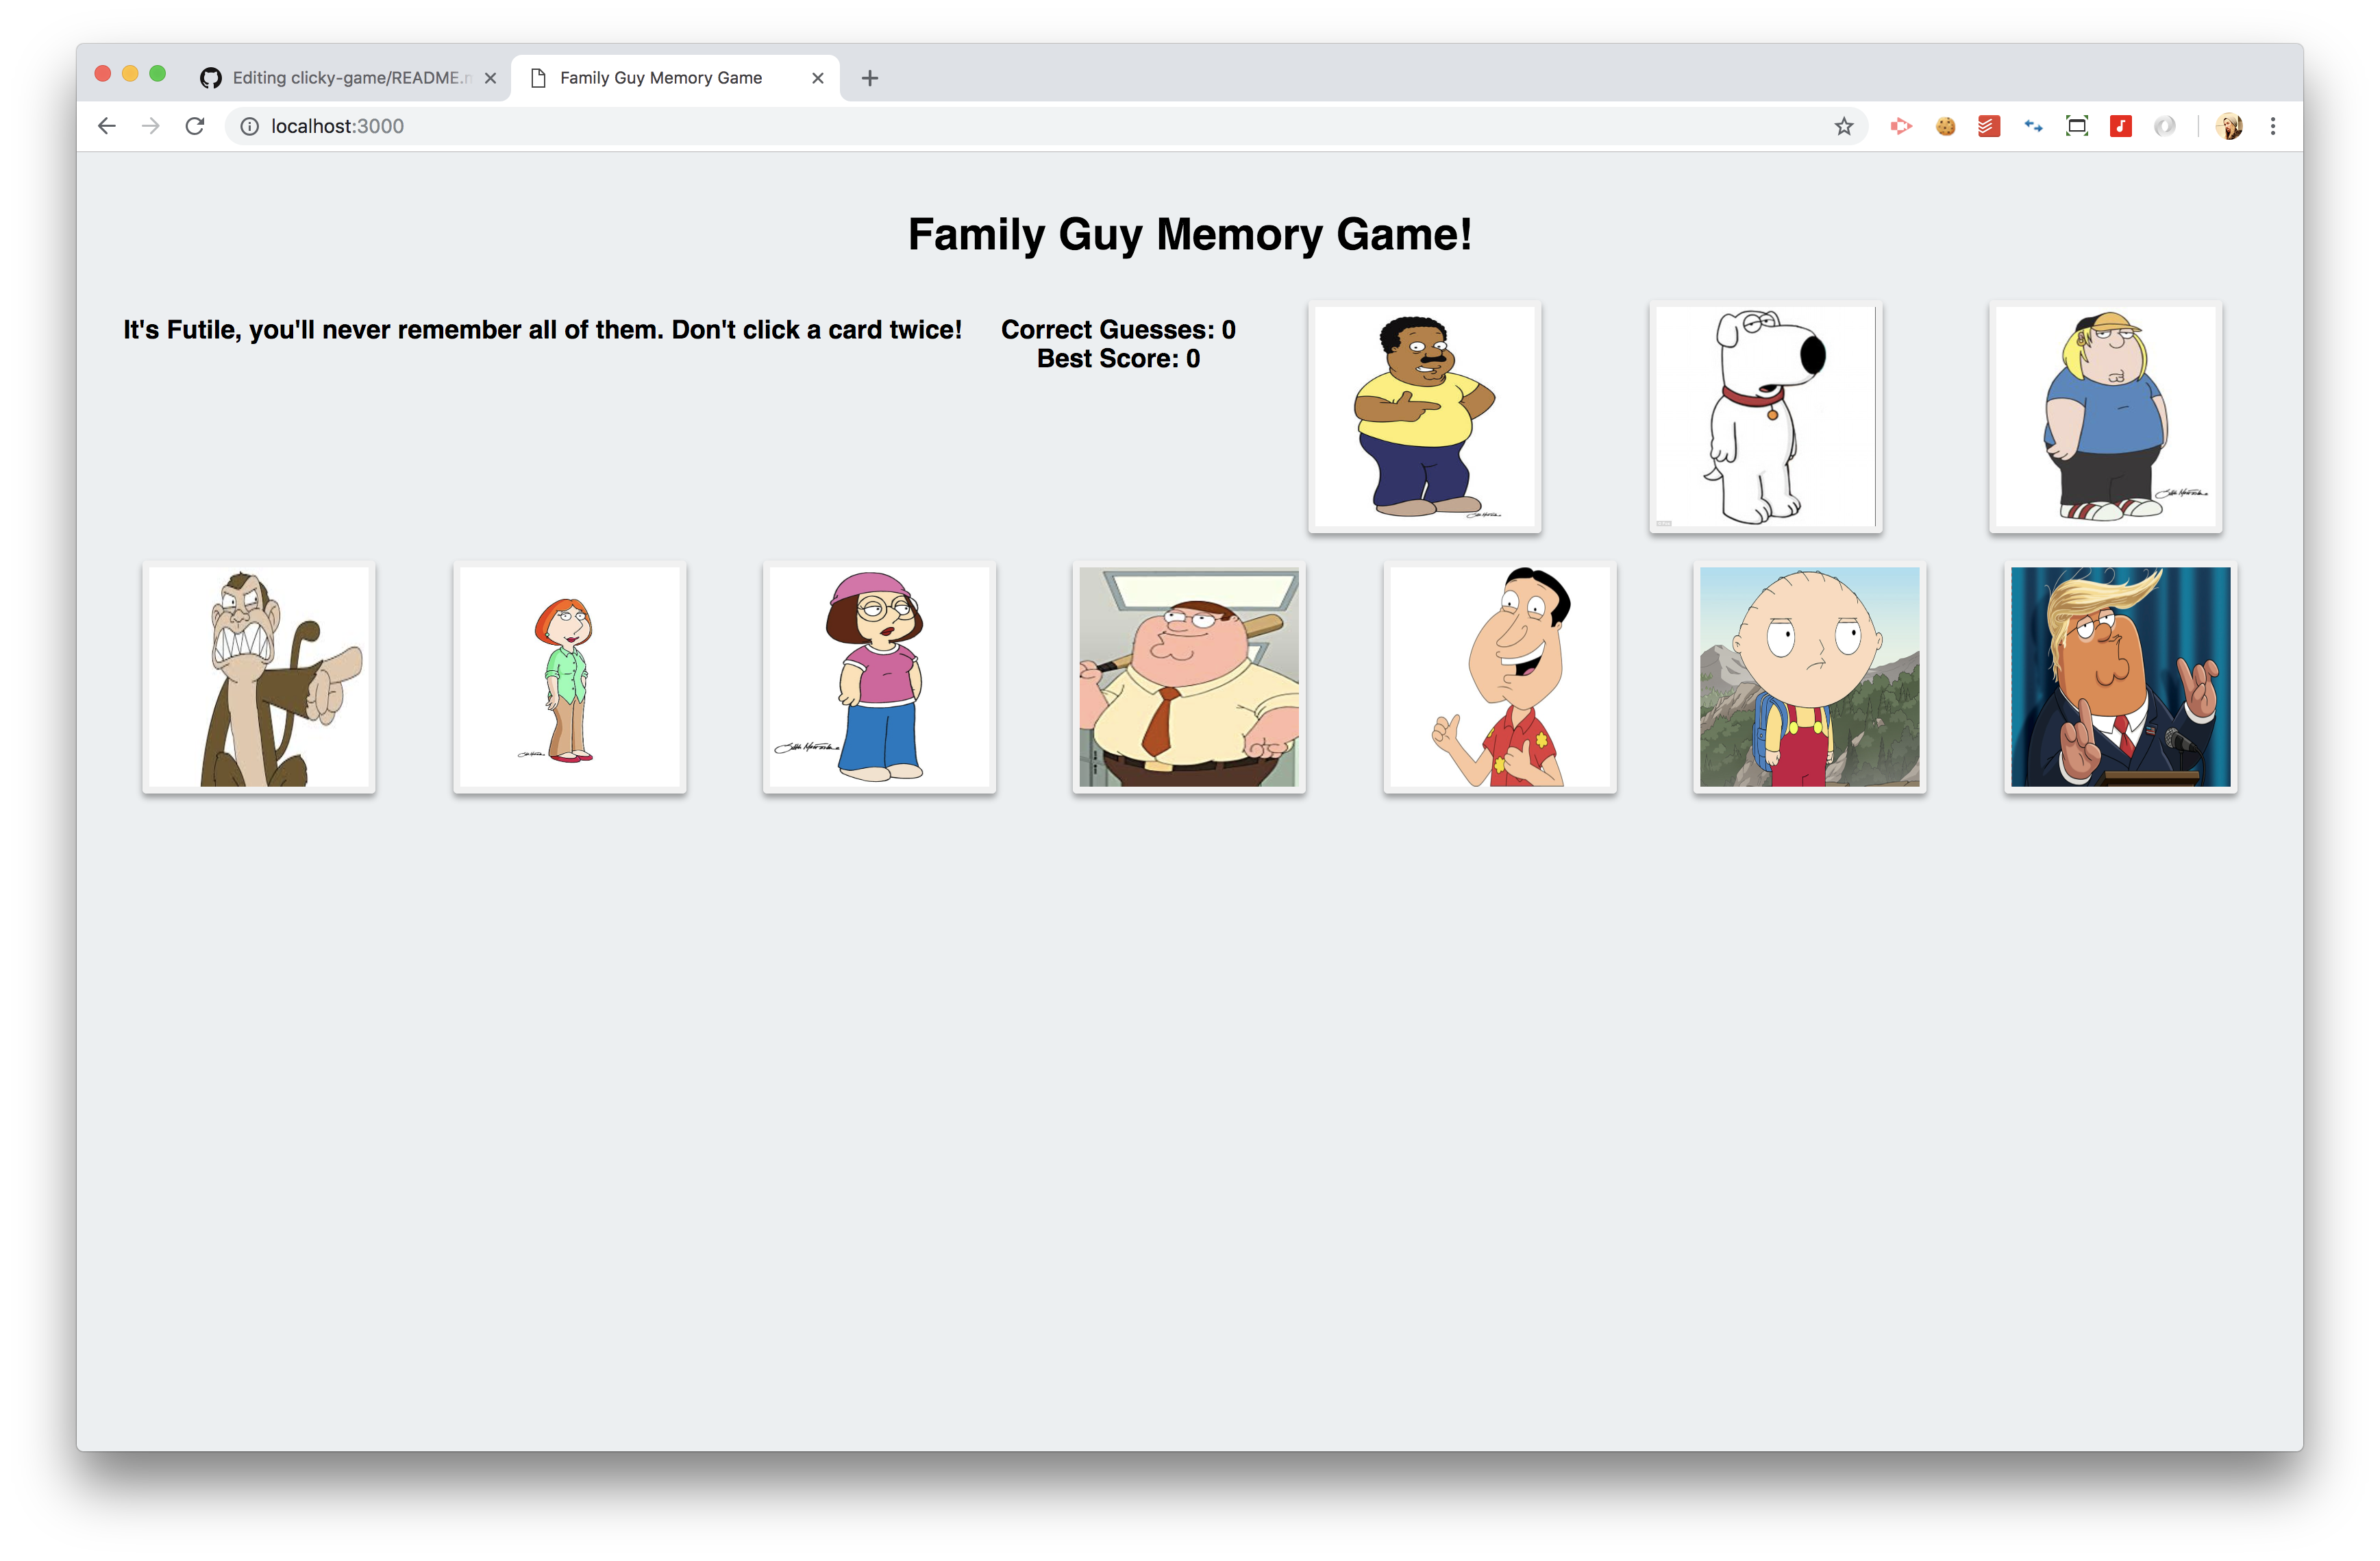 Editing clicky-game/README.m
Family Guy Memory Game
localhost:3000
Family Guy Memory Game!
It's Futile, you'll never remember all of them. Don't click a card twice!
Correct Guesses: 0
Best Score: 0